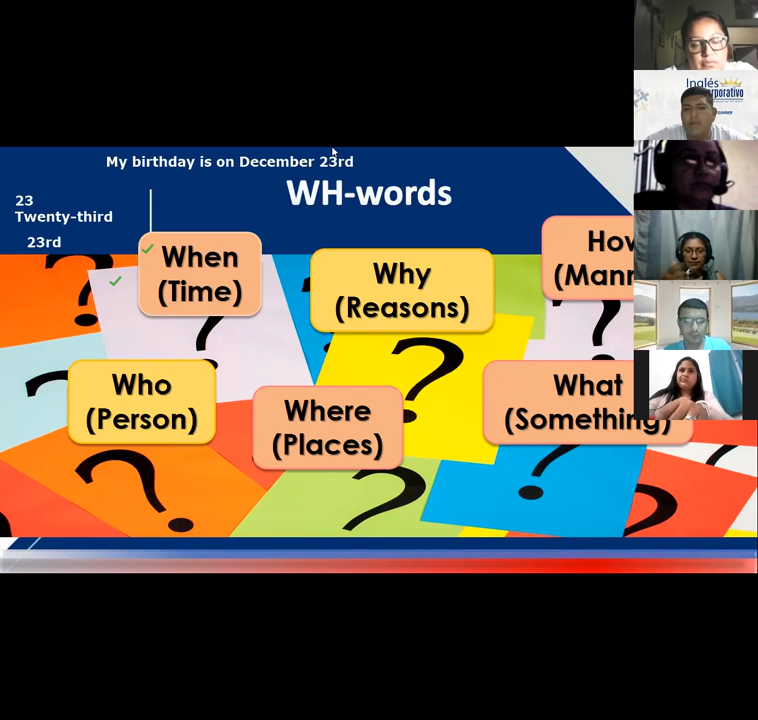 Inglés
My birthday is on December 23rd
WH-words
23
Twenty-third
23rd
When
(Time)
Why
(Reasons)
How
Who
(Person)
Where
(Places)
What
(Something)